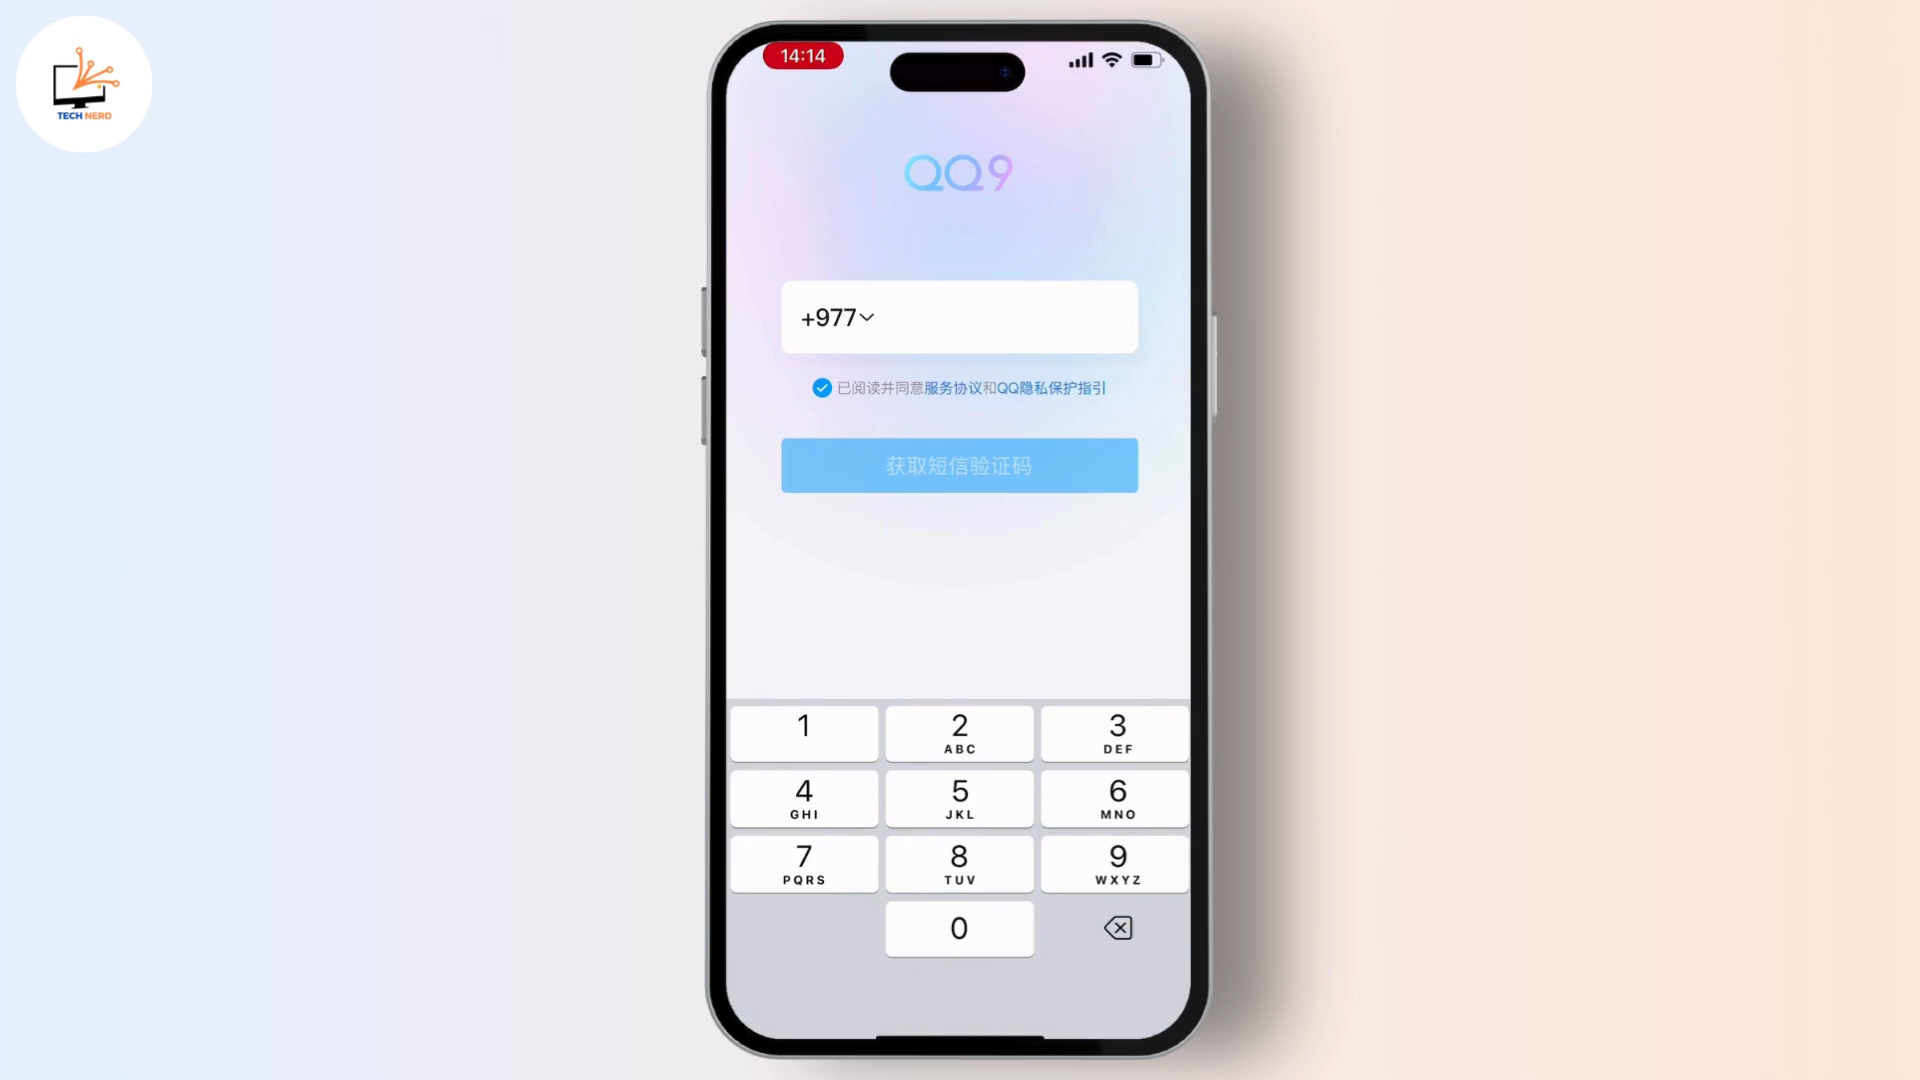 TECH NERD
14:14
QQ9
+977
已阅读并同意服务协议和QQ隐私保护指引
获取短信验证码
1
2
ABC
3
DEF
4
GHI
5
JKL
6
MNO
7
PQRS
8
TUV
9
WXYZ
0